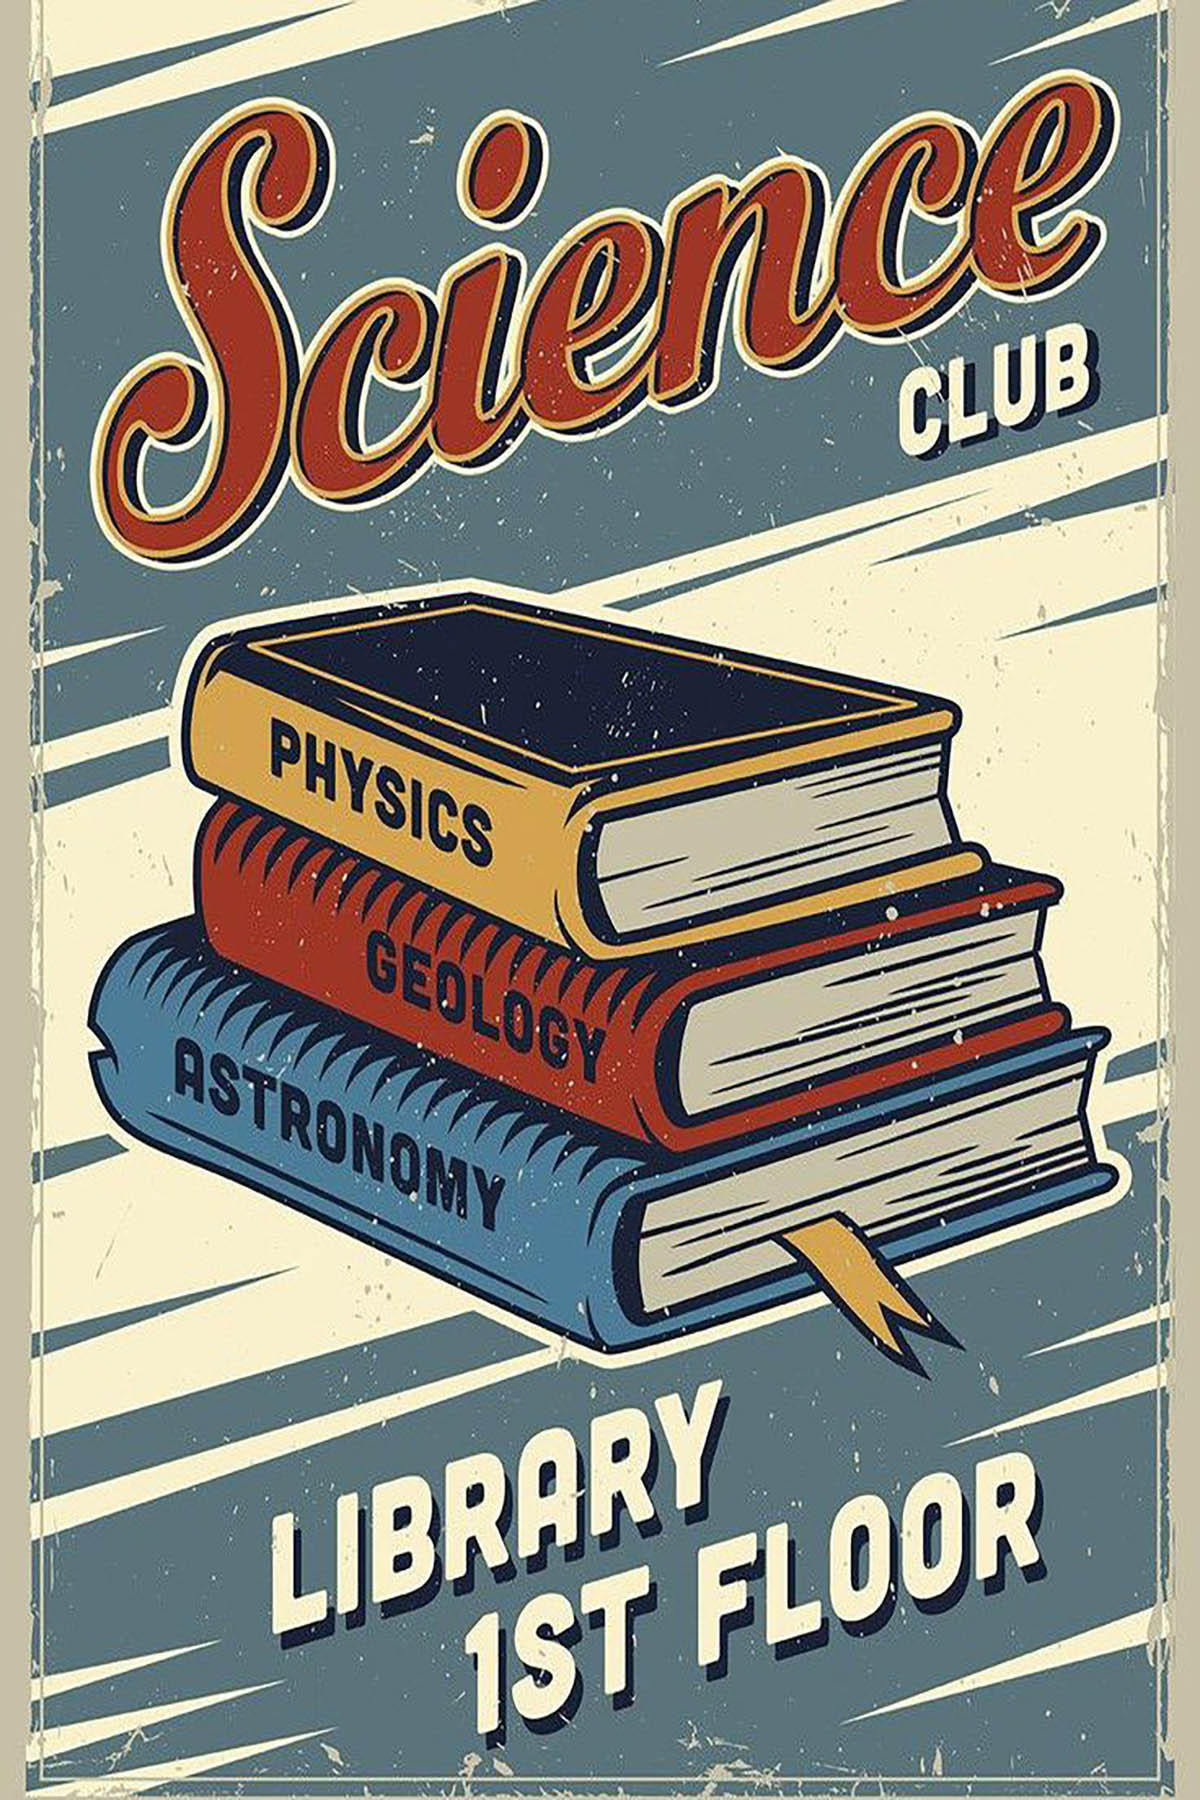 Science
CLUB
PHYSICS
GEOLOGY
ASTRONOMY
LIBRARY
1ST FLOOR